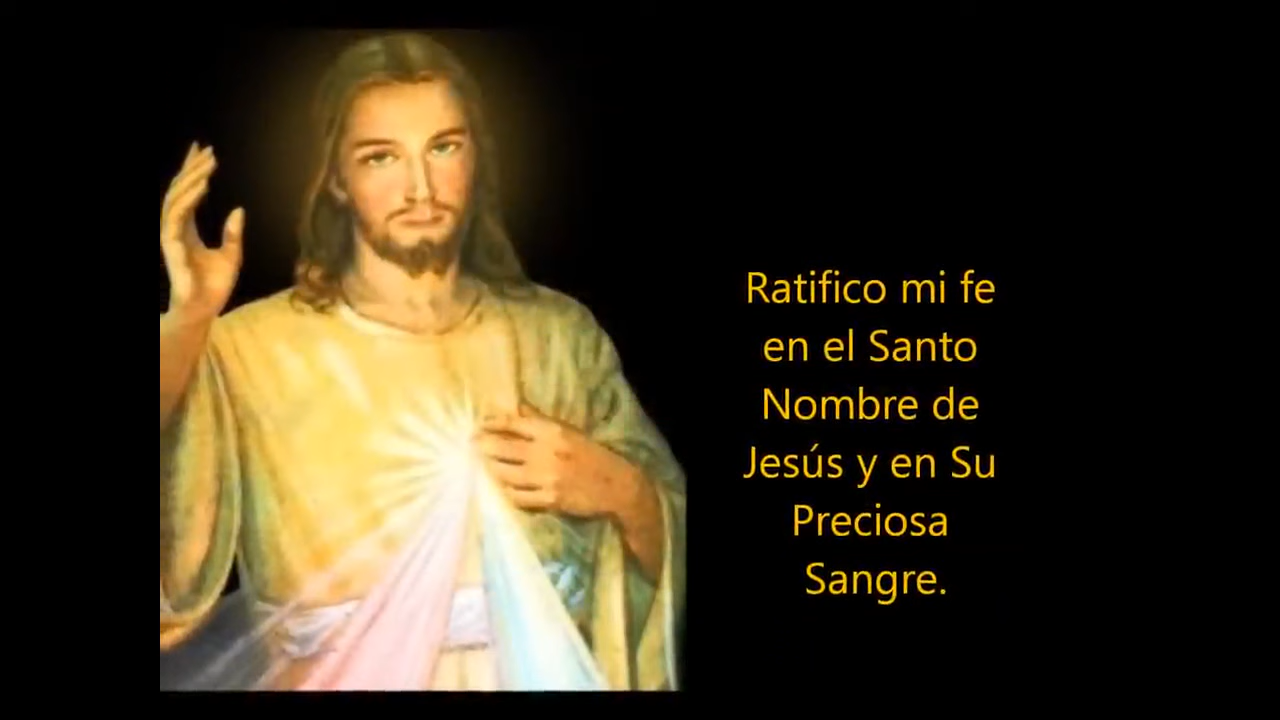 Ratifico mi fe
en el Santo
Nombre de
Jesús y en Su
Preciosa
Sangre.